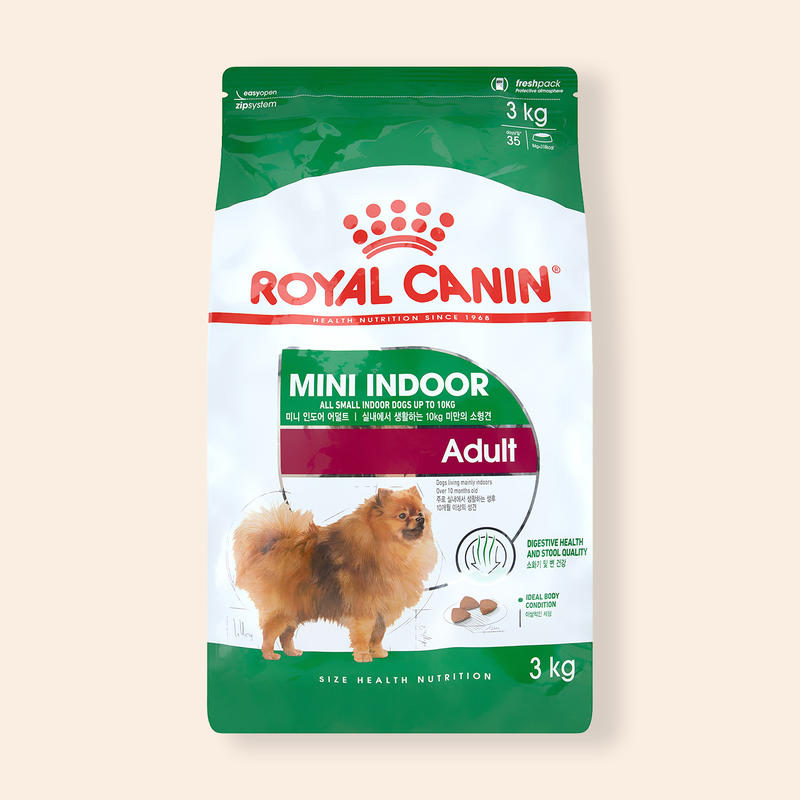 easyopen
zipsystem
freshpack
Protective atmosphere
3 kg
35
ROYAL CANIN®
HEALTH NUTRITION SINCE 1968
MINI INDOOR
ALL SMALL INDOOR DOGS UP TO 10KG
미니 인도어 어덜트 | 실내에서 생활하는 10kg 미만의 소형견
Adult
Dogs living mainly indoors
Over 10 months old
주로 실내에서 생활하는 생후
10개월 이상의 성견
DIGESTIVE HEALTH
AND STOOL QUALITY
소화기 및 변 건강
IDEAL BODY
CONDITION
이상적인 체형
3 kg
SIZE HEALTH NUTRITION